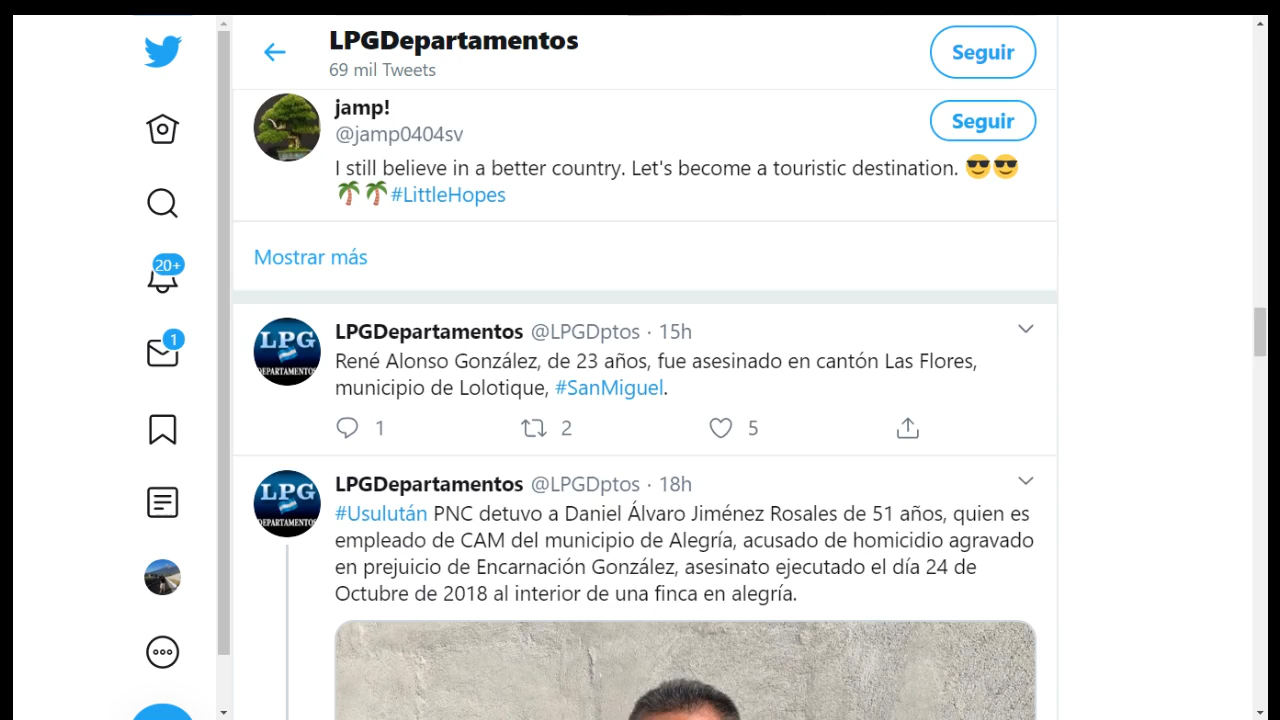 LPGDepartamentos
69 mil Tweets
Seguir
jamp!
@jamp0404sv
Seguir
I still believe in a better country. Let's become a touristic destination. 😎😎
🌴🌴#LittleHopes
20+
Mostrar más
1
LPG
DEPARTAMENTOS
LPGDepartamentos @LPGDptos · 15h
René Alonso González, de 23 años, fue asesinado en cantón Las Flores,
municipio de Lolotique, #SanMiguel.
1 2 5
LPG
DEPARTAMENTOS
LPGDepartamentos @LPGDptos · 18h
#Usulután PNC detuvo a Daniel Álvaro Jiménez Rosales de 51 años, quien es
empleado de CAM del municipio de Alegría, acusado de homicidio agravado
en prejuicio de Encarnación González, asesinato ejecutado el día 24 de
Octubre de 2018 al interior de una finca en alegría.